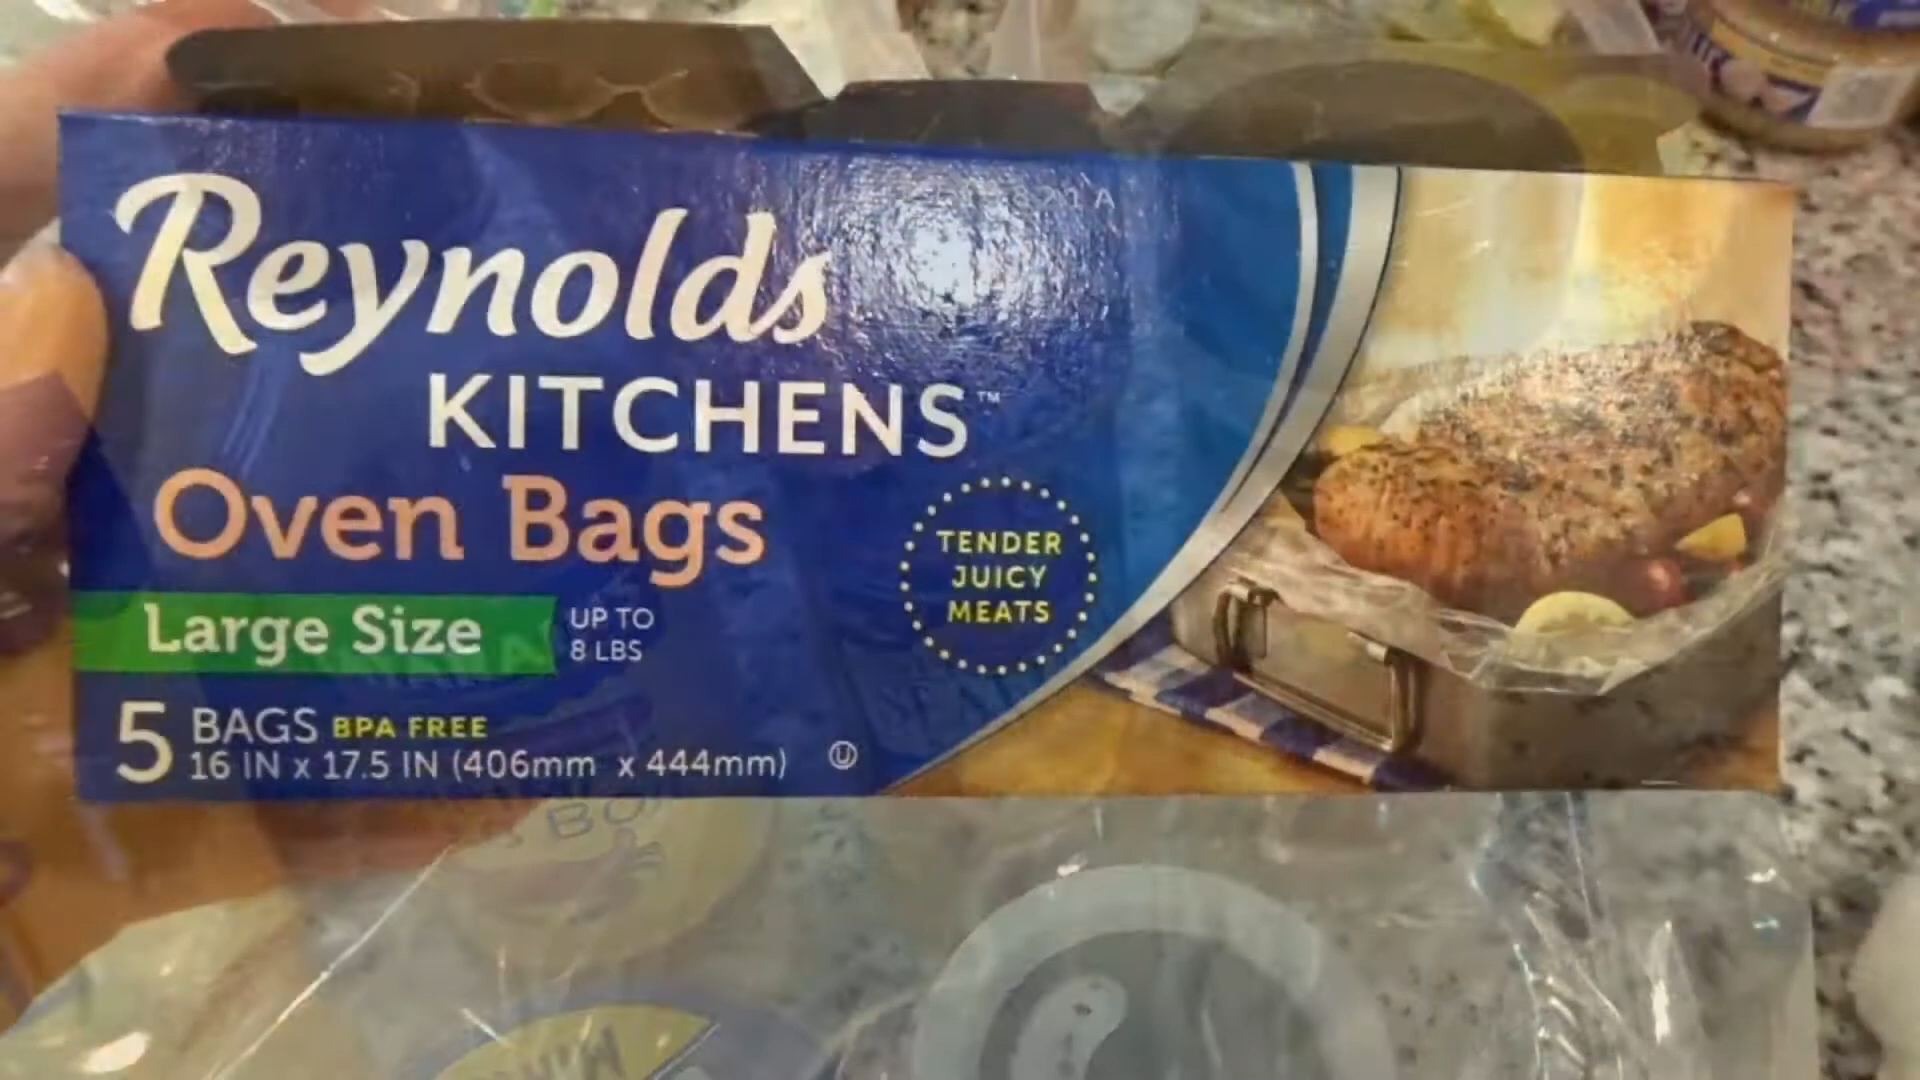 Reynolds
KITCHENS™
Oven Bags
Large Size
UP TO
8 LBS
TENDER
JUICY
MEATS
5 BAGS BPA FREE
16 IN x 17.5 IN (406mm x 444mm) Ⓤ